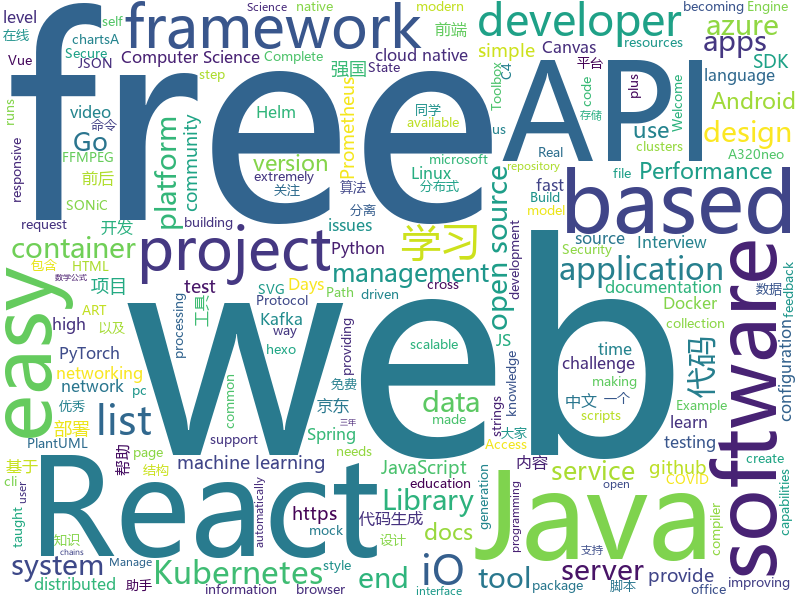 free
web
API
React
Java
based
software
easy
project
framework
developer
apps
azure
SDK
Android
design
level
在线
Vue
JSON
Computer Science
cloud native
强国
State
Science
native
modern
chartsA
Secure
self
Complete
step
前端
simple
Canvas
resources
becoming
Engine
language
平台
code
存储
plus
Welcome
Toolbox
C4
runs
video
命令
Go
FFMPEG
前后
SONiC
responsive
request
开发
building
platform
community
Helm
version
extremely
关注
Prometheus
同学
available
us
microsoft
Linux
算法
分布式
分离
issues
Python
use
clusters
A320neo
Real
repository
file
Performance
fast
Build
model
container
包含
HTML
数学公式
项目
ART
以及
test
工具
management
学习
open source
development
application
source
Interview
Security
documentation
Docker
collection
代码
数据
feedback
configuration
high
PyTorch
networking
network
processing
SVG
Days
Path
driven
cross
Protocol
Kafka
way
hexo
providing
JS
scalable
knowledge
time
challenge
making
中文
一个
scripts
Example
learn
testing
list
优秀
PlantUML
部署
pc
common
免费
京东
made
data
strings
大家
Access
needs
Spring
三年
support
machine learning
帮助
page
结构
基于
cli
JavaScript
education
内容
service
github
COVID
create
capabilities
Library
generation
programming
open
compiler
taught
user
知识
chains
https
mock
style
代码生成
设计
docs
automatically
system
Manage
distributed
助手
Kubernetes
information
browser
end
iO
interface
tool
server
package
支持
provide
脚本
office
improving